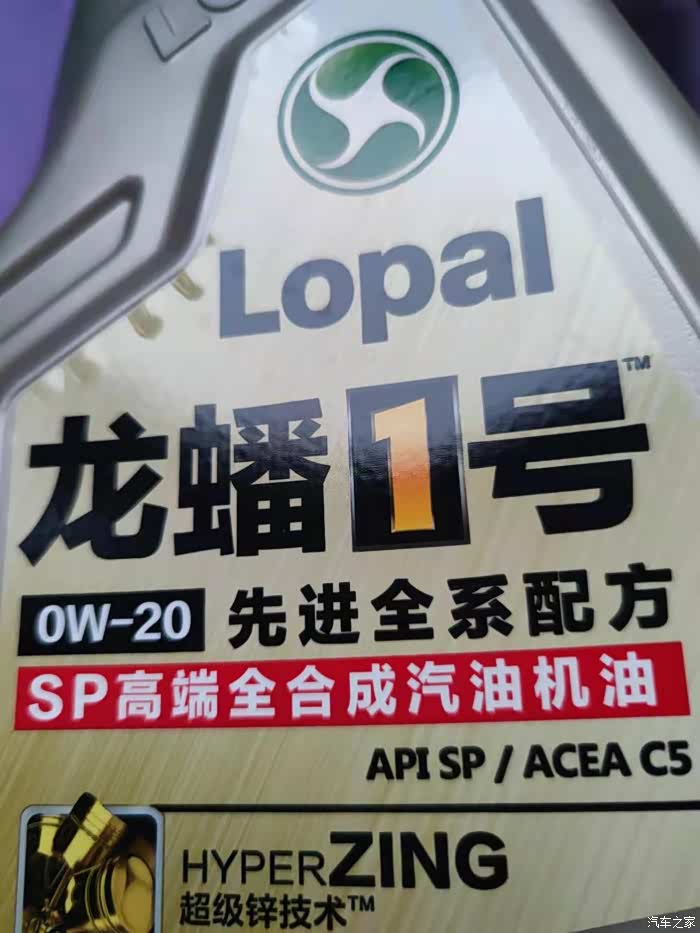 LO
Lopal
龙蟠1号™
0W-20 先进全系配方
SP高端全合成汽油机油
API SP / ACEA C5
HYPERZING
超级锌技术™
汽车之家